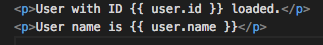 <p>User with ID {{ user.id }} loaded.</p>
<p>User name is {{ user.name }}</p>